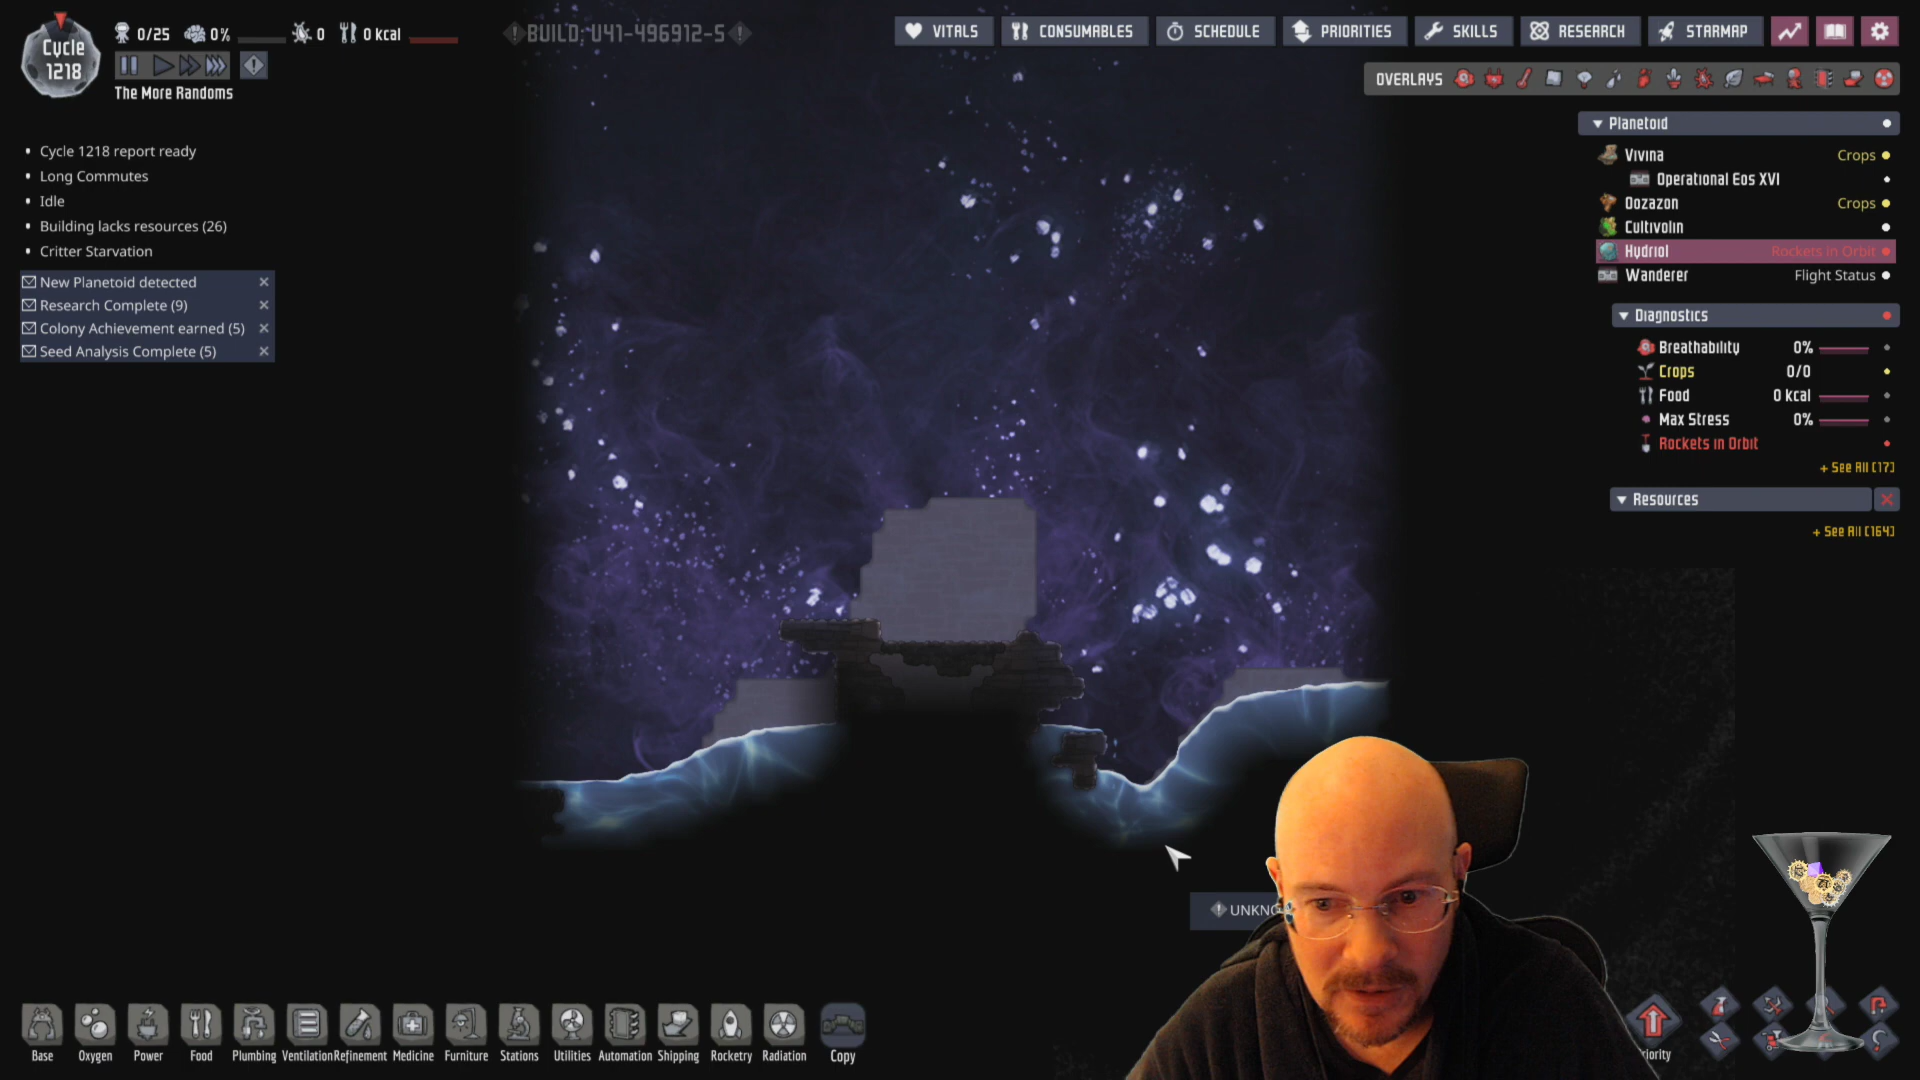 Cycle
1218
0/25
0%
0
0 kcal
BUILD: U41-496912-S
The More Randoms
VITALS
CONSUMABLES
SCHEDULE
PRIORITIES
SKILLS
RESEARCH
STARMAP
OVERLAYS
Cycle 1218 report ready
Long Commutes
Idle
Building lacks resources (26)
Critter Starvation
New Planetoid detected
Research Complete (9)
Colony Achievement earned (5)
Seed Analysis Complete (5)
Planetoid
Vivina Crops
Operational Eos XVI
Oozazon Crops
Cultivolin
Hydriol Rockets in Orbit
Wanderer Flight Status
Diagnostics
Breathability 0%
Crops 0/0
Food 0 kcal
Max Stress 0%
Rockets in Orbit
+ See All [17]
Resources
+ See All [164]
Base
Oxygen
Power
Food
Plumbing
Ventilation
Refinement
Medicine
Furniture
Stations
Utilities
Automation
Shipping
Rocketry
Radiation
Copy